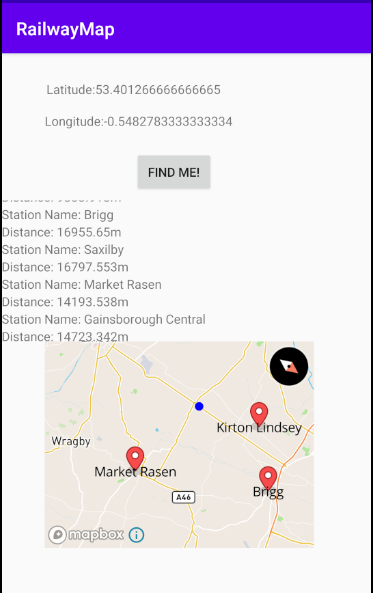 RailwayMap
Latitude:53.401266666666665
Longitude:-0.5482783333333334
FIND ME!
Station Name: Brigg
Distance: 16955.65m
Station Name: Saxilby
Distance: 16797.553m
Station Name: Market Rasen
Distance: 14193.538m
Station Name: Gainsborough Central
Distance: 14723.342m
Kirton Lindsey
Wragby
Market Rasen
Brigg
A46
mapbox